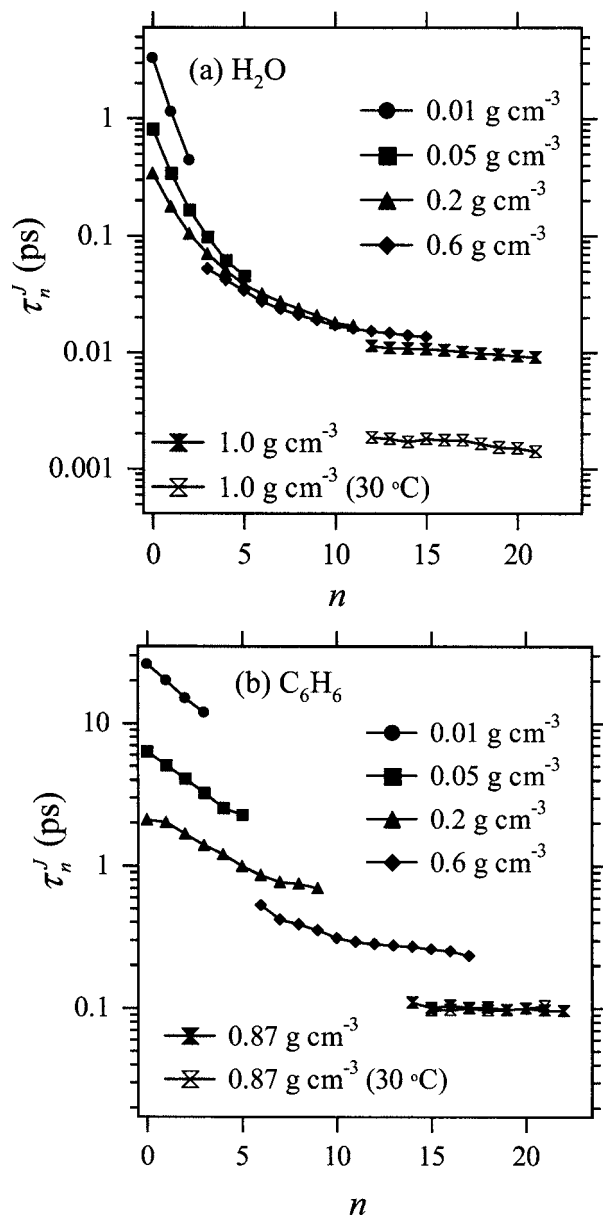 (a) H₂O
0.01 g cm⁻³
0.05 g cm⁻³
0.2 g cm⁻³
0.6 g cm⁻³
1
0.1
0.01
0.001
τₙᴶ (ps)
1.0 g cm⁻³
1.0 g cm⁻³ (30 °C)
0 5 10 15 20
n
(b) C₆H₆
0.01 g cm⁻³
0.05 g cm⁻³
0.2 g cm⁻³
0.6 g cm⁻³
10
1
0.1
τₙᴶ (ps)
0.87 g cm⁻³
0.87 g cm⁻³ (30 °C)
0 5 10 15 20
n